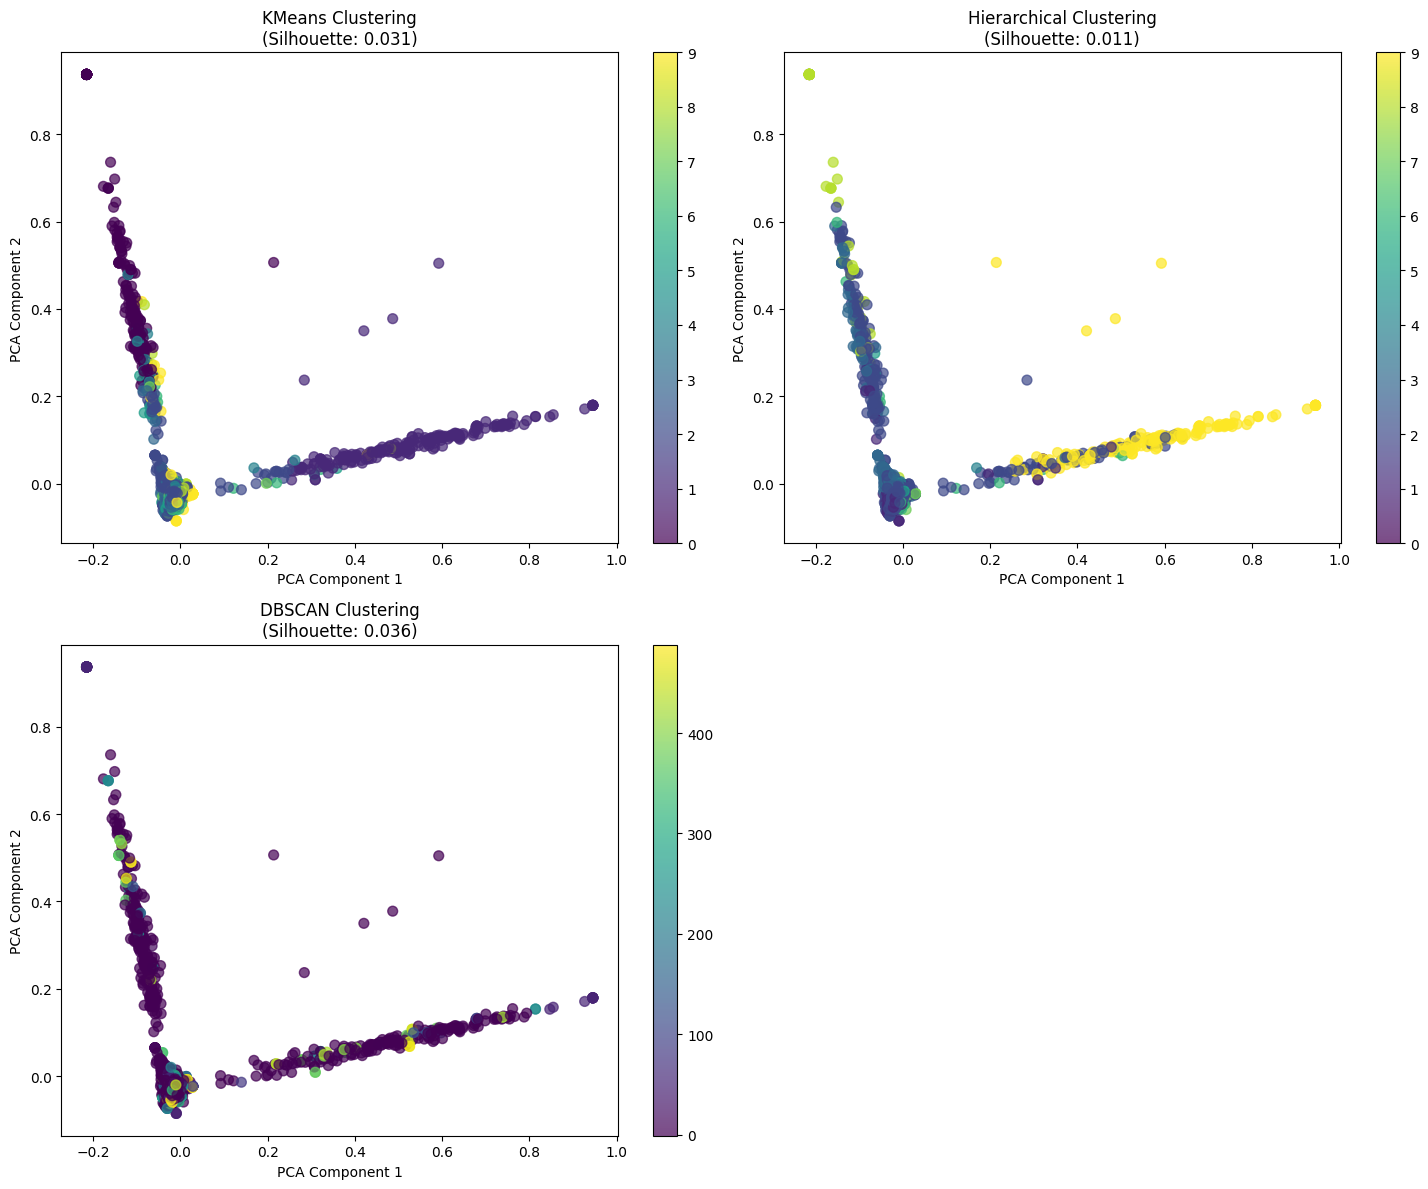 KMeans Clustering
(Silhouette: 0.031)
PCA Component 2
0.8
0.6
0.4
0.2
0.0
−0.2 0.0 0.2 0.4 0.6 0.8 1.0
PCA Component 1
9
8
7
6
5
4
3
2
1
0
Hierarchical Clustering
(Silhouette: 0.011)
PCA Component 2
0.8
0.6
0.4
0.2
0.0
−0.2 0.0 0.2 0.4 0.6 0.8 1.0
PCA Component 1
9
8
7
6
5
4
3
2
1
0
DBSCAN Clustering
(Silhouette: 0.036)
PCA Component 2
0.8
0.6
0.4
0.2
0.0
−0.2 0.0 0.2 0.4 0.6 0.8 1.0
PCA Component 1
400
300
200
100
0